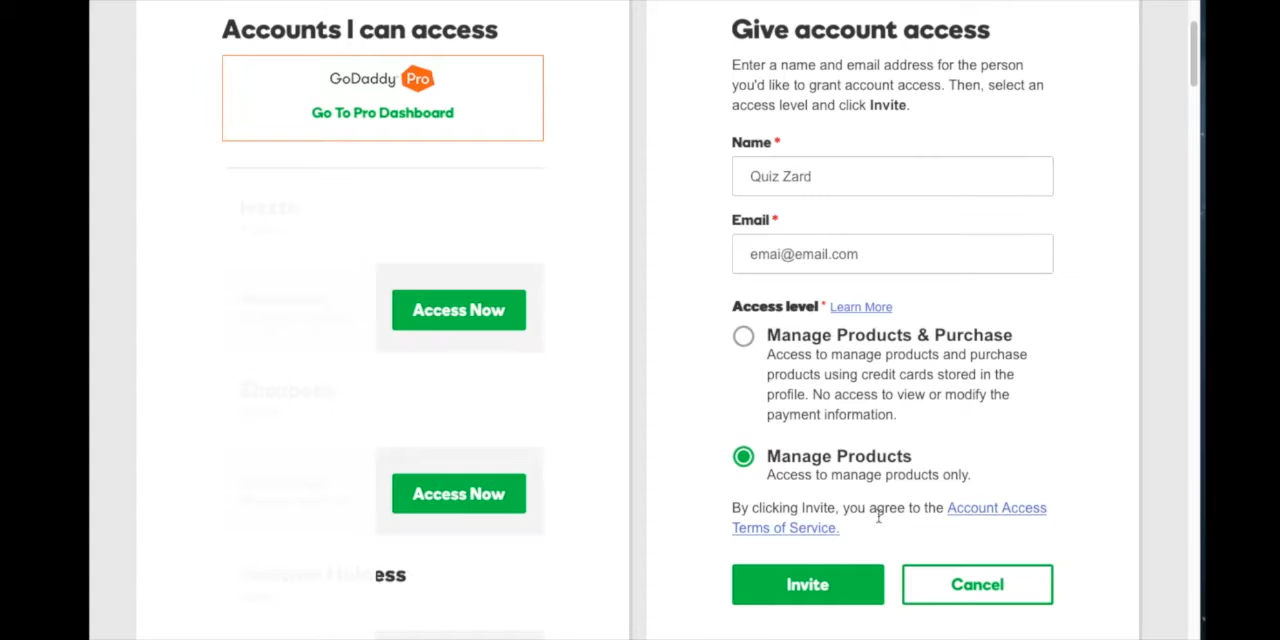 Accounts I can access
GoDaddy Pro
Go To Pro Dashboard
Access Now
Access Now
ess
Give account access
Enter a name and email address for the person
you'd like to grant account access. Then, select an
access level and click Invite.
Name *
Quiz Zard
Email *
emai@email.com
Access level * Learn More
Manage Products & Purchase
Access to manage products and purchase
products using credit cards stored in the
profile. No access to view or modify the
payment information.
Manage Products
Access to manage products only.
By clicking Invite, you agree to the Account Access
Terms of Service.
Invite
Cancel